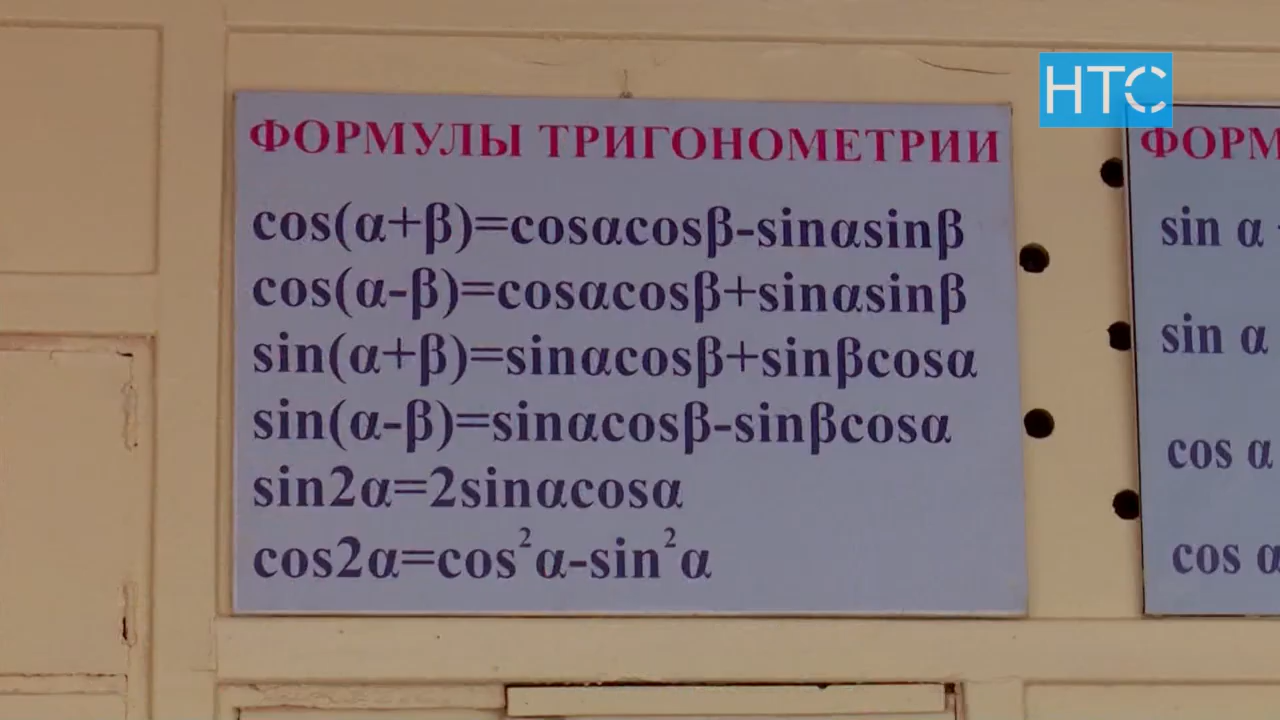 НТС
ФОРМУЛЫ ТРИГОНОМЕТРИИ
cos(α+β)=cosαcosβ-sinαsinβ
cos(α-β)=cosαcosβ+sinαsinβ
sin(α+β)=sinαcosβ+sinβcosα
sin(α-β)=sinαcosβ-sinβcosα
sin2α=2sinαcosα
cos2α=cos²α-sin²α
sin α
sin α
cos α
cos α